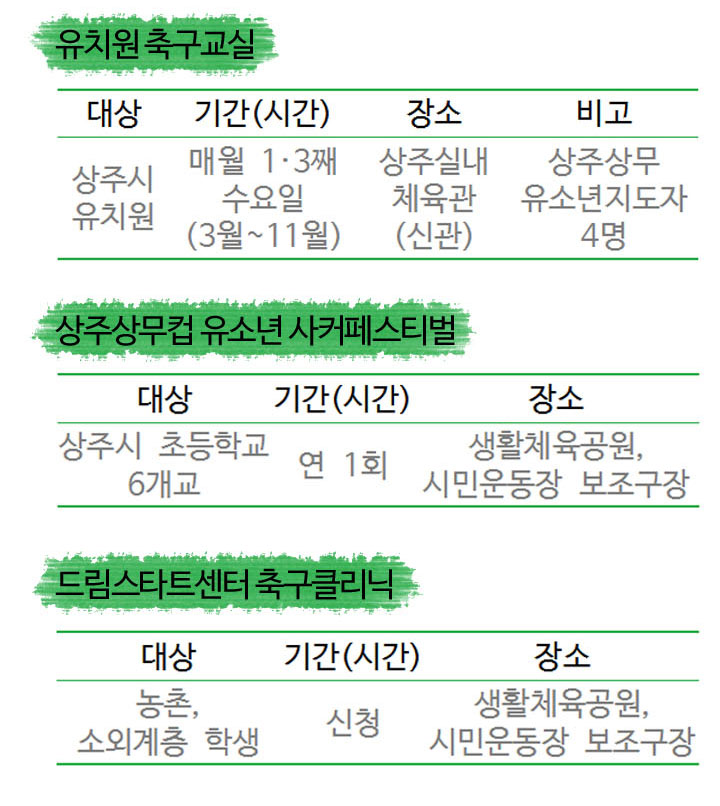 유치원 축구교실
대상 기간(시간) 장소 비고
매월 1·3째 상주실내 상주상무
상주시 수요일 체육관 유소년지도자
유치원 (3월~11월) (신관) 4명
상주상무컵 유소년 사커페스티벌
대상 기간(시간) 장소
상주시 초등학교 연 1회 생활체육공원,
6개교 시민운동장 보조구장
드림스타트센터 축구클리닉
대상 기간(시간) 장소
농촌, 신청 생활체육공원,
소외계층 학생 시민운동장 보조구장